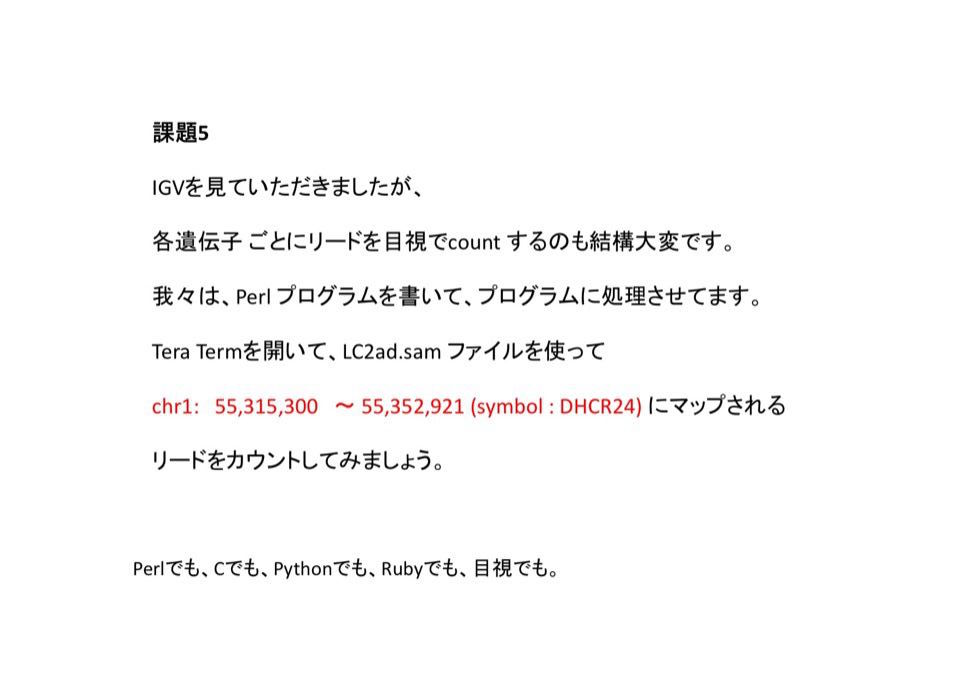 課題5
IGVを見ていただきましたが、
各遺伝子 ごとにリードを目視でcount するのも結構大変です。
我々は、Perl プログラムを書いて、プログラムに処理させてます。
Tera Termを開いて、LC2ad.sam ファイルを使って
chr1: 55,315,300 ～ 55,352,921 (symbol : DHCR24) にマップされる
リードをカウントしてみましょう。
Perlでも、Cでも、Pythonでも、Rubyでも、目視でも。